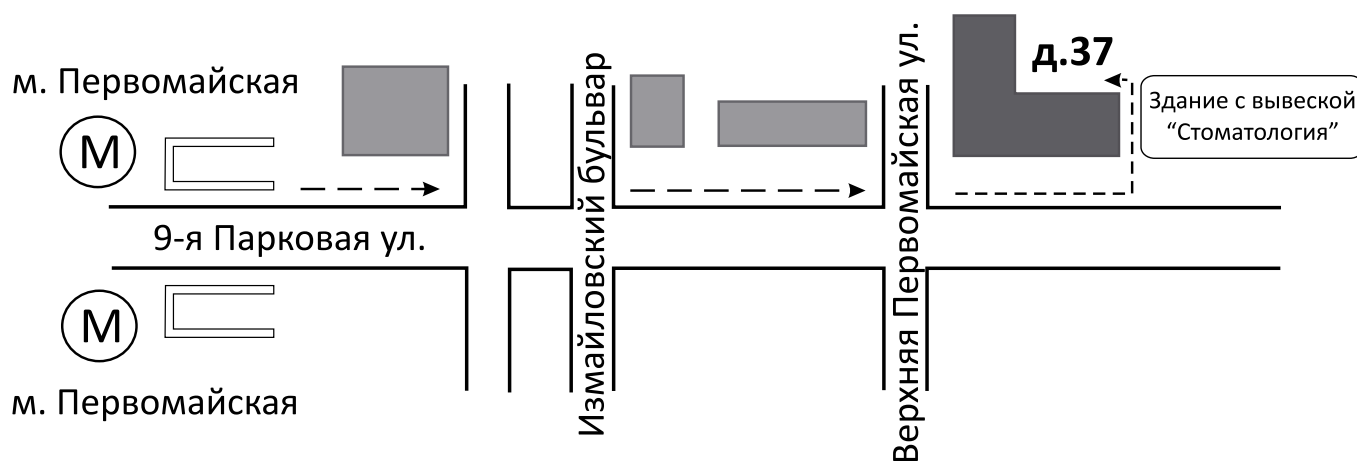 м. Первомайская
М
9-я Парковая ул.
М
м. Первомайская
Измайловский бульвар
Верхняя Первомайская ул.
д.37
Здание с вывеской
“Стоматология”